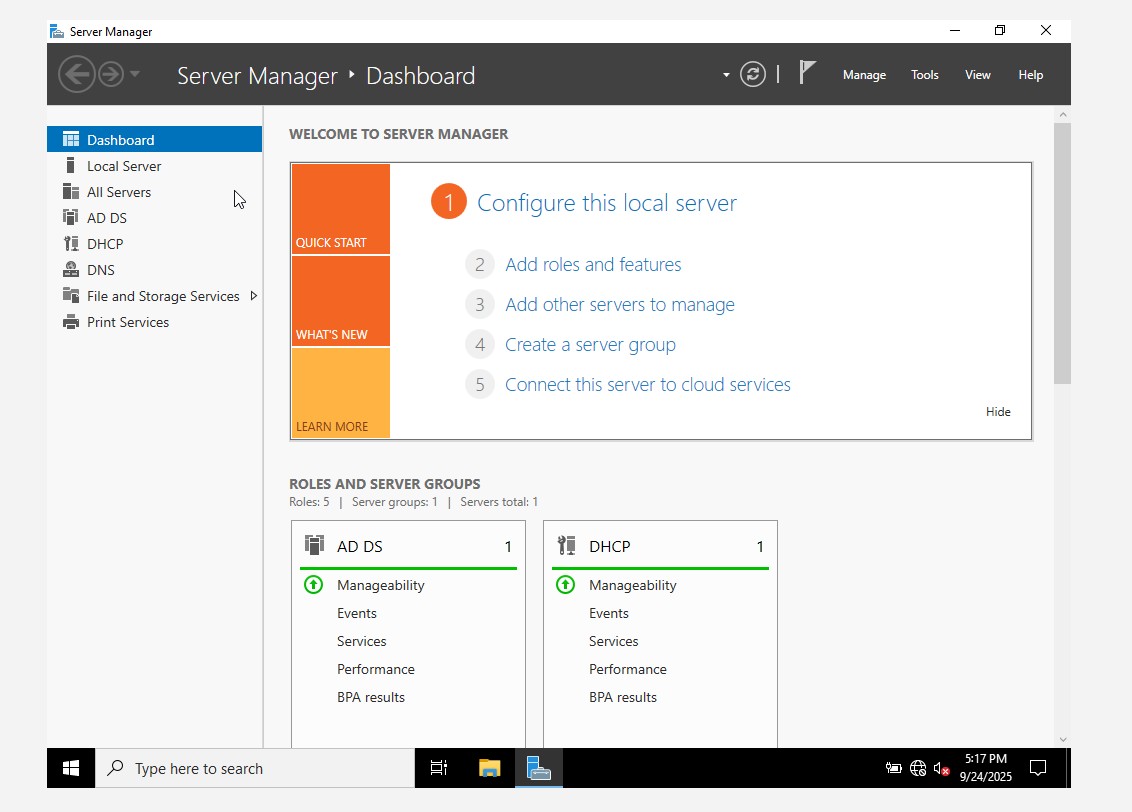 Server Manager
Server Manager ‣ Dashboard
Manage Tools View Help
Dashboard
Local Server
All Servers
AD DS
DHCP
DNS
File and Storage Services
Print Services
WELCOME TO SERVER MANAGER
QUICK START
WHAT'S NEW
LEARN MORE
1 Configure this local server
2 Add roles and features
3 Add other servers to manage
4 Create a server group
5 Connect this server to cloud services
Hide
ROLES AND SERVER GROUPS
Roles: 5 | Server groups: 1 | Servers total: 1
AD DS 1
Manageability
Events
Services
Performance
BPA results
DHCP 1
Manageability
Events
Services
Performance
BPA results
Type here to search
5:17 PM
9/24/2025